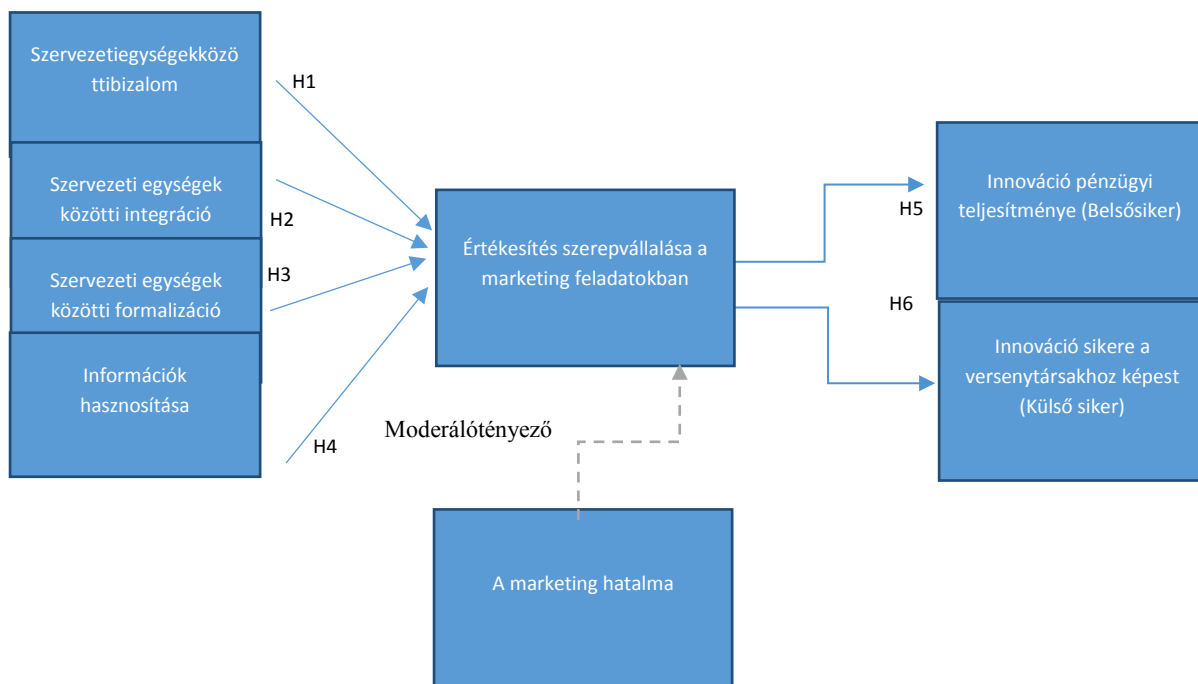 Szervezetiegységekközö
ttibizalom
H1
Szervezeti egységek
közötti integráció
H2
Szervezeti egységek
közötti formalizáció
H3
Információk
hasznosítása
H4
Értékesítés szerepvállalása a
marketing feladatokban
Moderálótényező
A marketing hatalma
H5
Innováció pénzügyi
teljesítménye (Belsősiker)
H6
Innováció sikere a
versenytársakhoz képest
(Külső siker)